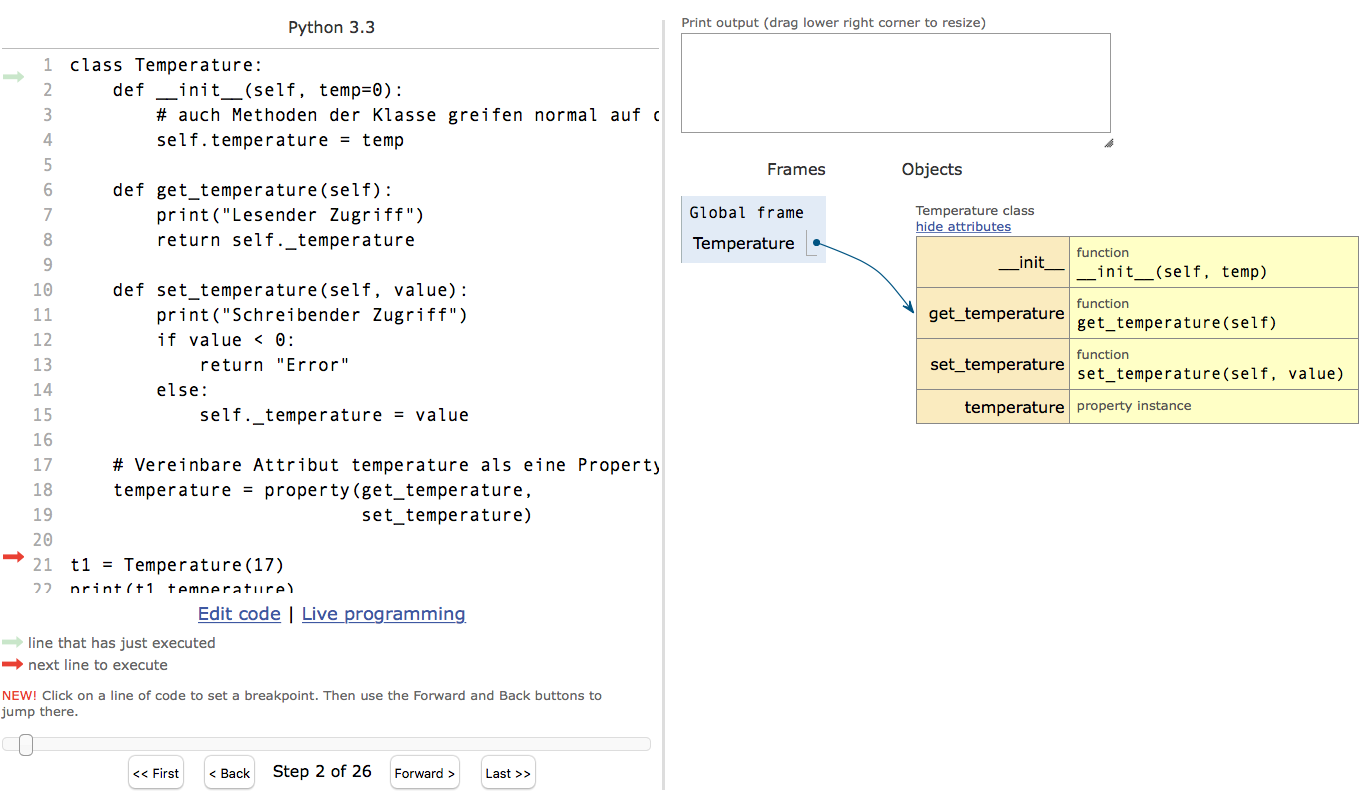 Python 3.3
1 class Temperature:
2 def __init__(self, temp=0):
3 # auch Methoden der Klasse greifen normal auf
4 self.temperature = temp
5
6 def get_temperature(self):
7 print("Lesender Zugriff")
8 return self._temperature
9
10 def set_temperature(self, value):
11 print("Schreibender Zugriff")
12 if value < 0:
13 return "Error"
14 else:
15 self._temperature = value
16
17 # Vereinbare Attribut temperature als eine Property
18 temperature = property(get_temperature,
19 set_temperature)
20
21 t1 = Temperature(17)
22 print(t1.temperature)
Edit code | Live programming
line that has just executed
next line to execute
NEW! Click on a line of code to set a breakpoint. Then use the Forward and Back buttons to
jump there.
<< First < Back Step 2 of 26 Forward > Last >>
Print output (drag lower right corner to resize)
Frames Objects
Global frame
Temperature
Temperature class
hide attributes
__init__ function
__init__(self, temp)
get_temperature function
get_temperature(self)
set_temperature function
set_temperature(self, value)
temperature property instance